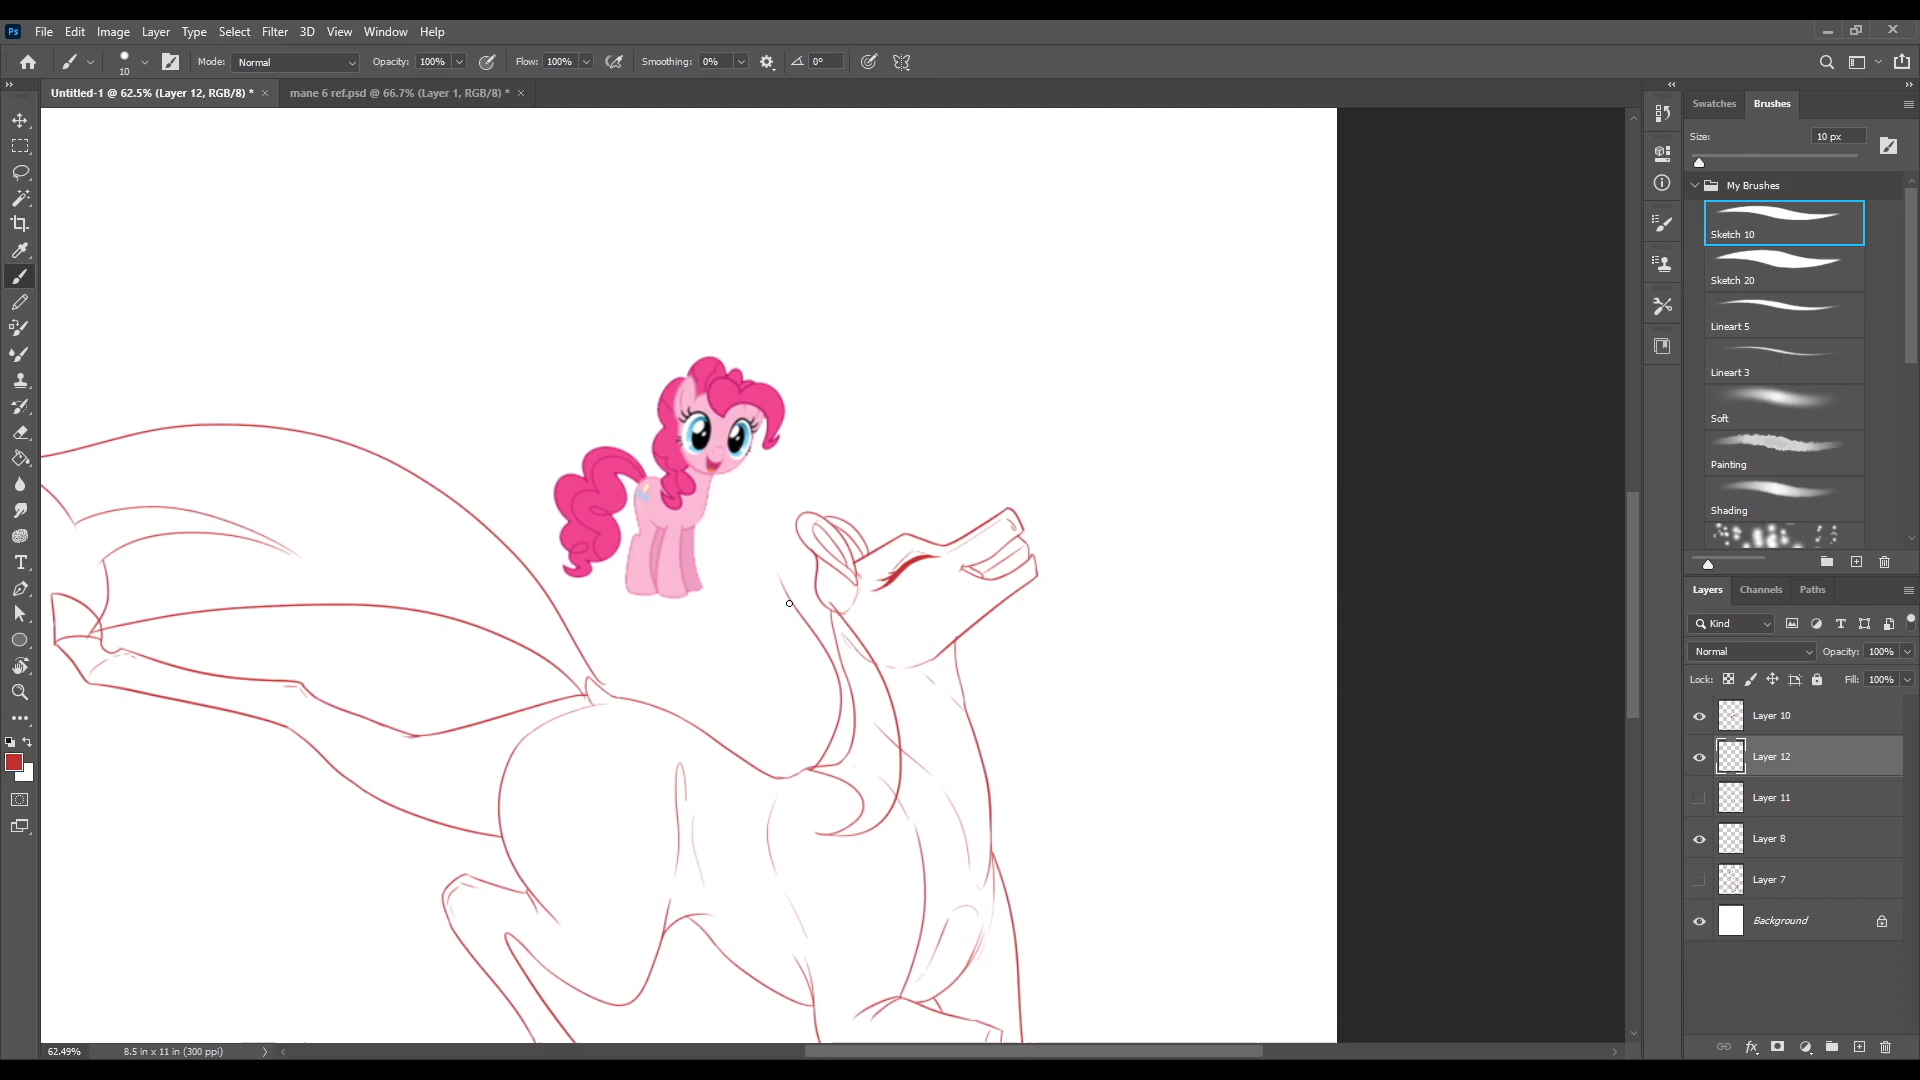 Ps File Edit Image Layer Type Select Filter 3D View Window Help
10 Mode: Normal Opacity: 100% Flow: 100% Smoothing: 0% 0°
Untitled-1 @ 62.5% (Layer 12, RGB/8) * × mane 6 ref.psd @ 66.7% (Layer 1, RGB/8) * ×
Swatches Brushes
Size: 10 px
My Brushes
Sketch 10
Sketch 20
Lineart 5
Lineart 3
Soft
Painting
Shading
Layers Channels Paths
Kind
Normal Opacity: 100%
Lock: Fill: 100%
Layer 10
Layer 12
Layer 11
Layer 8
Layer 7
Background
62.49% 8.5 in x 11 in (300 ppi)